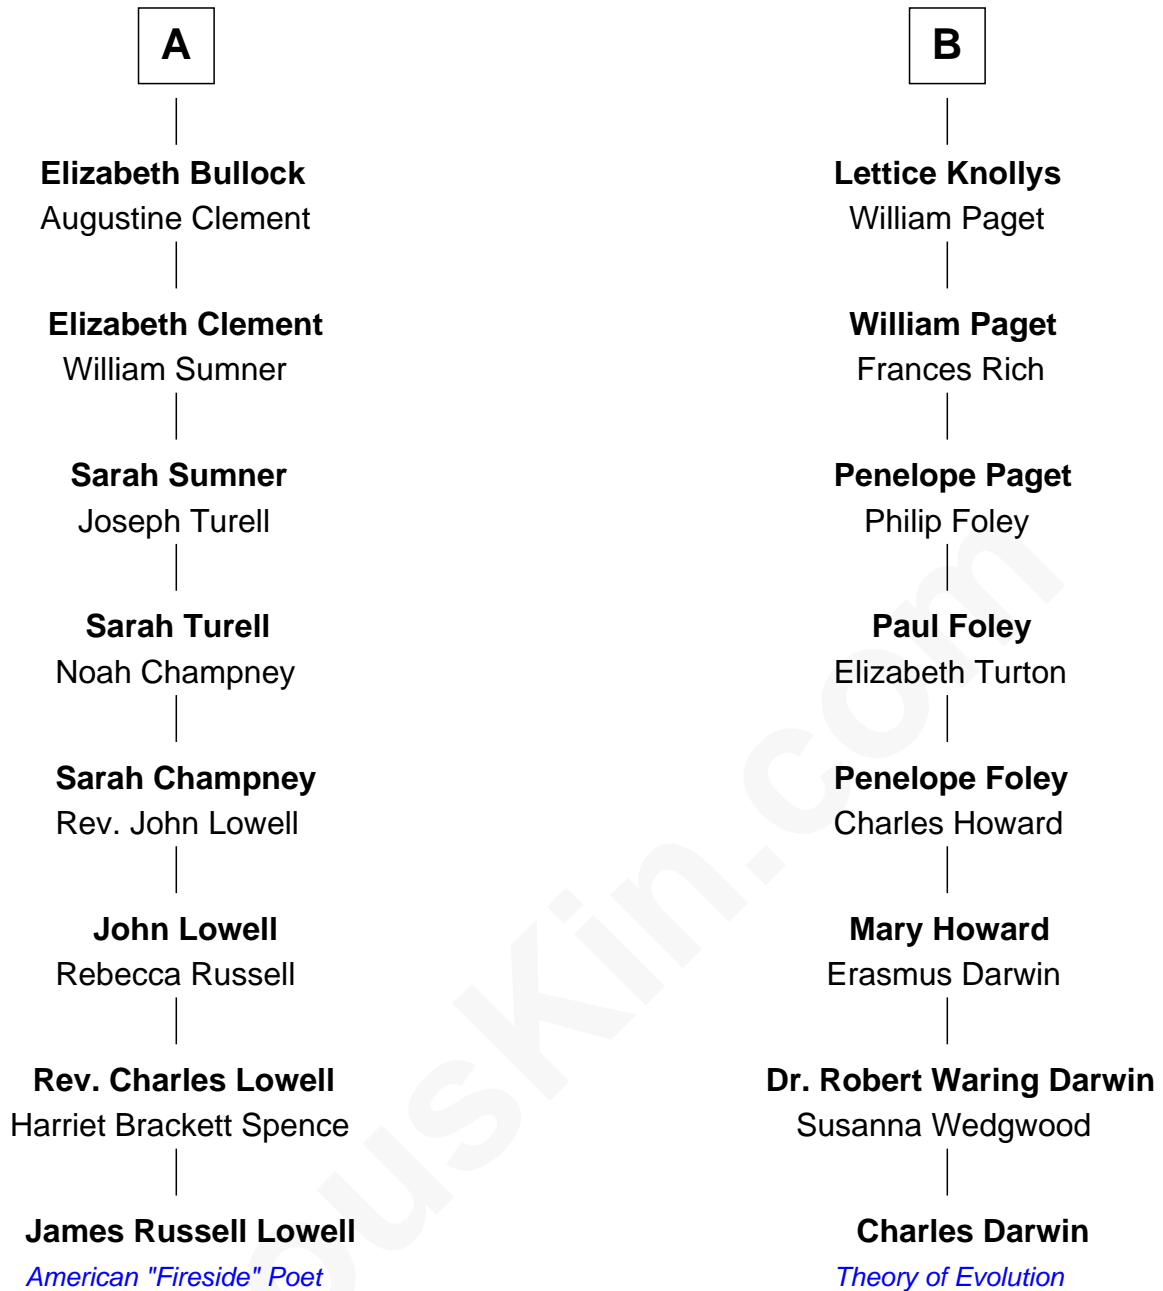 A
Elizabeth Bullock
Augustine Clement
Elizabeth Clement
William Sumner
Sarah Sumner
Joseph Turell
Sarah Turell
Noah Champney
Sarah Champney
Rev. John Lowell
John Lowell
Rebecca Russell
Rev. Charles Lowell
Harriet Brackett Spence
James Russell Lowell
American "Fireside" Poet
B
Lettice Knollys
William Paget
William Paget
Frances Rich
Penelope Paget
Philip Foley
Paul Foley
Elizabeth Turton
Penelope Foley
Charles Howard
Mary Howard
Erasmus Darwin
Dr. Robert Waring Darwin
Susanna Wedgwood
Charles Darwin
Theory of Evolution
ousKin.com